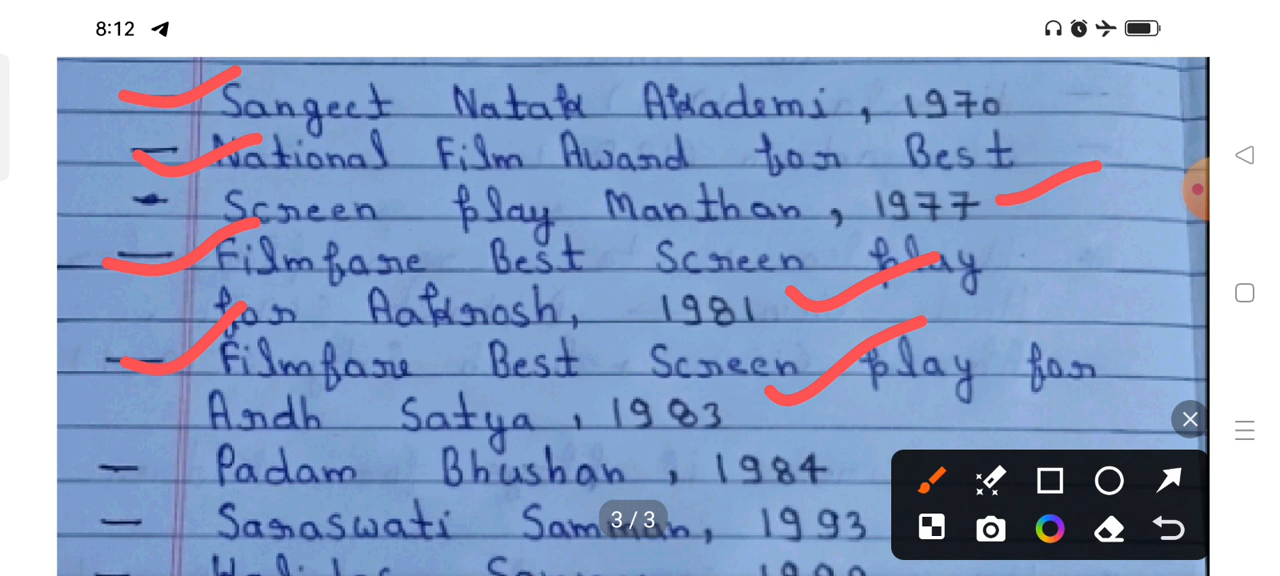 8:12
Sangeet Natak Akademi, 1970
— National Film Award for Best
- Screen play Manthan, 1977
— Filmfare Best Screen play
for Aakrosh, 1981
— Filmfare Best Screen play for
Ardh Satya, 1983
— Padam Bhushan, 1984
— Saraswati Samman, 1993
3/3